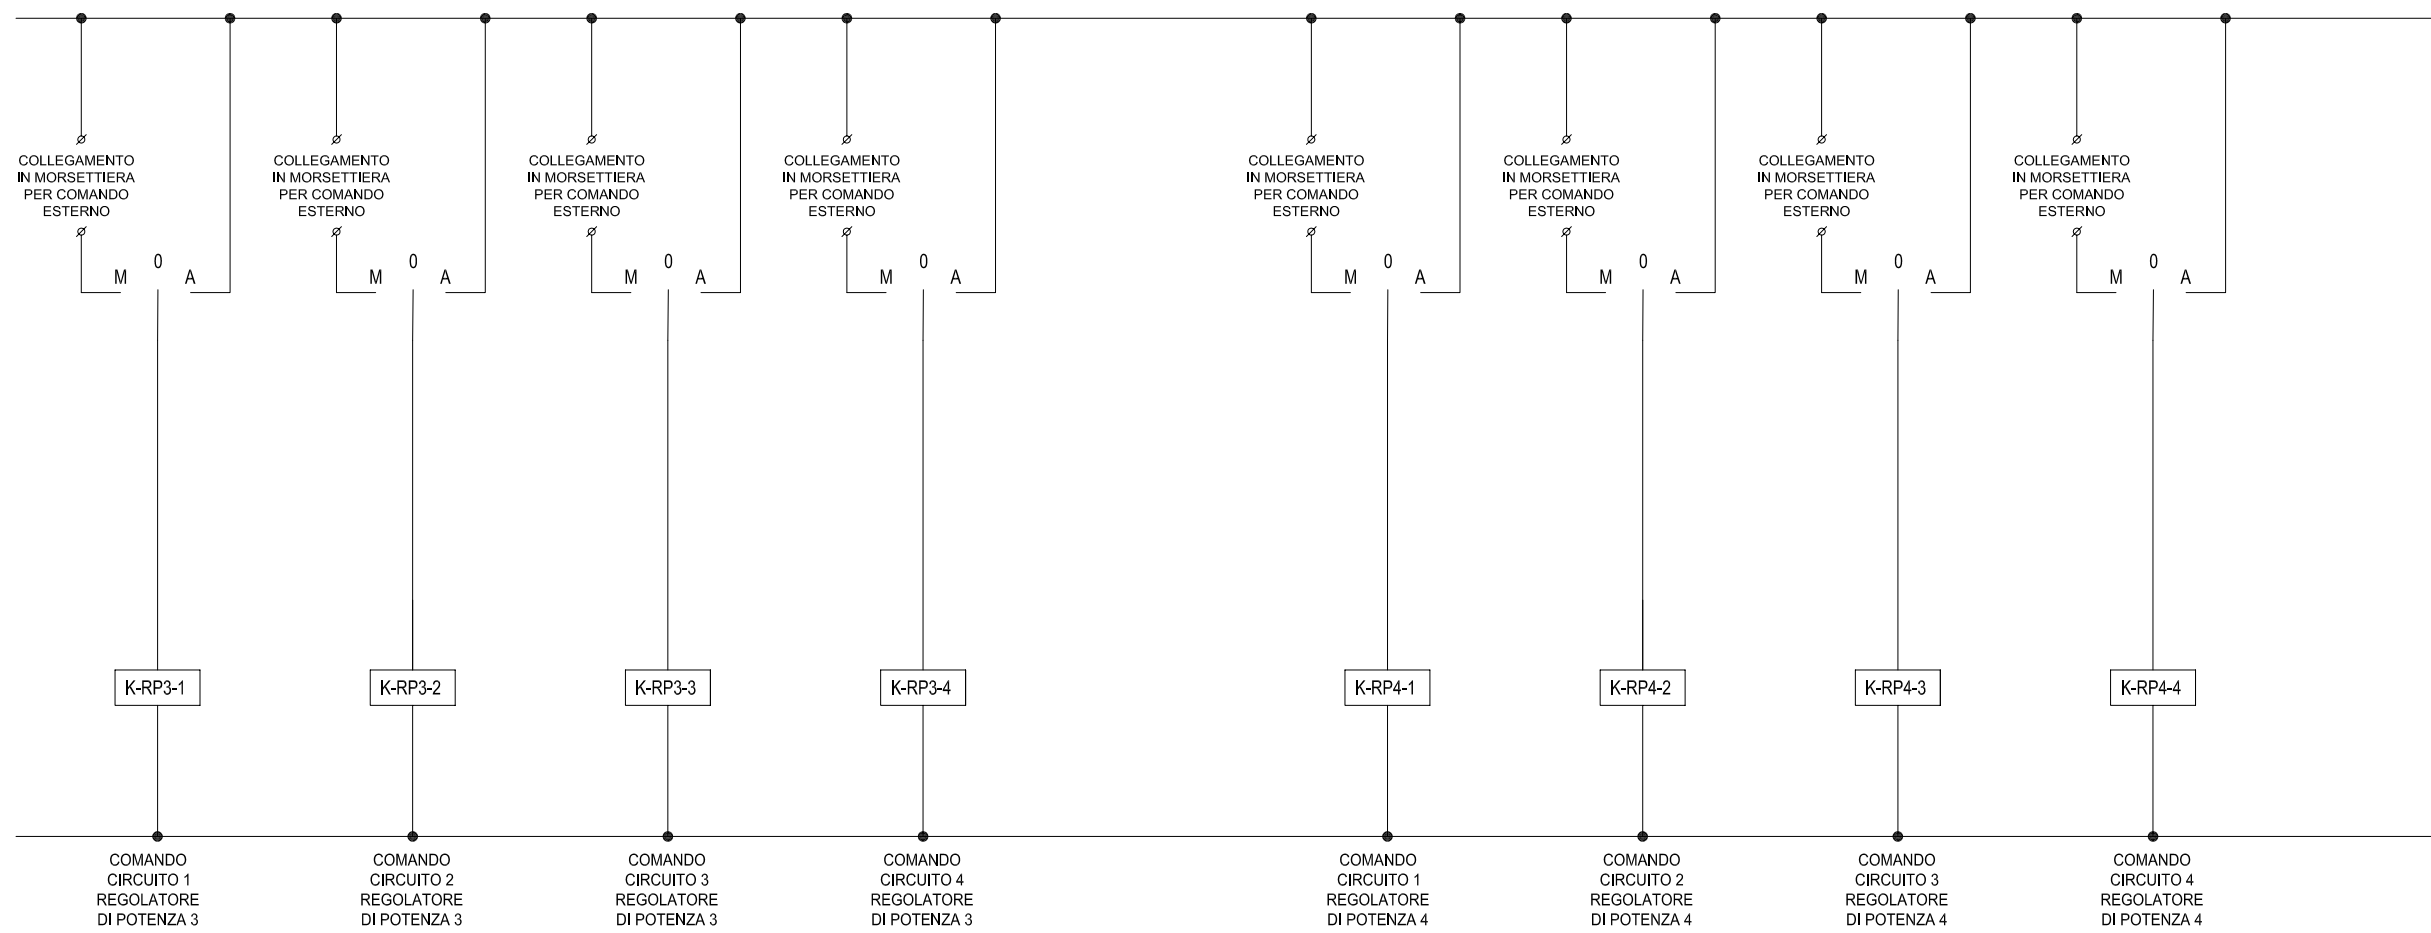 COLLEGAMENTO
IN MORSETTIERA
PER COMANDO
ESTERNO
COLLEGAMENTO
IN MORSETTIERA
PER COMANDO
ESTERNO
COLLEGAMENTO
IN MORSETTIERA
PER COMANDO
ESTERNO
COLLEGAMENTO
IN MORSETTIERA
PER COMANDO
ESTERNO
COLLEGAMENTO
IN MORSETTIERA
PER COMANDO
ESTERNO
COLLEGAMENTO
IN MORSETTIERA
PER COMANDO
ESTERNO
COLLEGAMENTO
IN MORSETTIERA
PER COMANDO
ESTERNO
COLLEGAMENTO
IN MORSETTIERA
PER COMANDO
ESTERNO
M 0 A
M 0 A
M 0 A
M 0 A
M 0 A
M 0 A
M 0 A
M 0 A
K-RP3-1
K-RP3-2
K-RP3-3
K-RP3-4
K-RP4-1
K-RP4-2
K-RP4-3
K-RP4-4
COMANDO
CIRCUITO 1
REGOLATORE
DI POTENZA 3
COMANDO
CIRCUITO 2
REGOLATORE
DI POTENZA 3
COMANDO
CIRCUITO 3
REGOLATORE
DI POTENZA 3
COMANDO
CIRCUITO 4
REGOLATORE
DI POTENZA 3
COMANDO
CIRCUITO 1
REGOLATORE
DI POTENZA 4
COMANDO
CIRCUITO 2
REGOLATORE
DI POTENZA 4
COMANDO
CIRCUITO 3
REGOLATORE
DI POTENZA 4
COMANDO
CIRCUITO 4
REGOLATORE
DI POTENZA 4